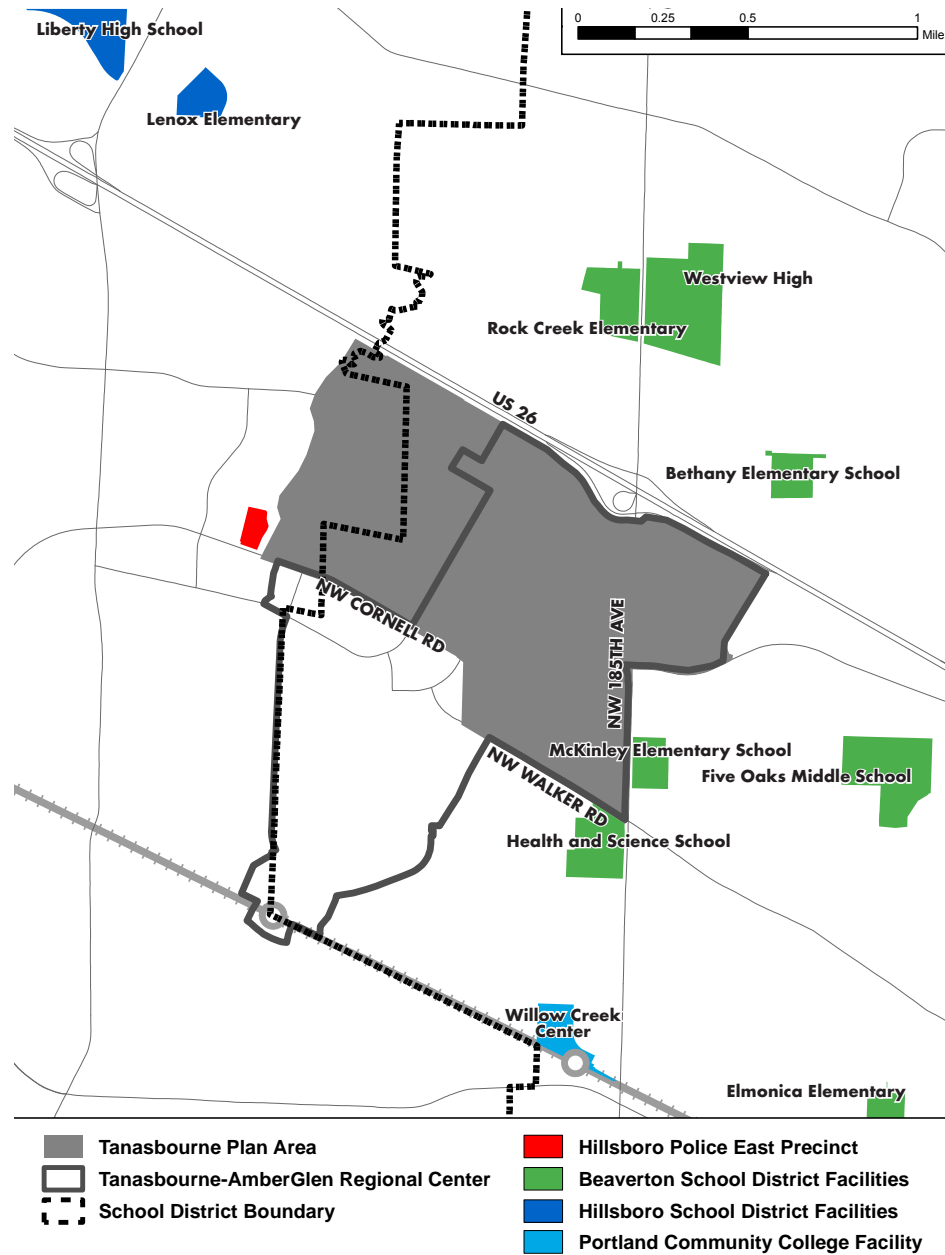 Liberty High School
0
0.25
0.5
1
Mile
Lenox Elementary
Westview High
Rock Creek Elementary
US 26
Bethany Elementary School
NW CORNELL RD
NW 185TH AVE
McKinley Elementary School
Five Oaks Middle School
NW WALKER RD
Health and Science School
Willow Creek
Center
Elmonica Elementary
Tanasbourne Plan Area
Tanasbourne-AmberGlen Regional Center
School District Boundary
Hillsboro Police East Precinct
Beaverton School District Facilities
Hillsboro School District Facilities
Portland Community College Facility